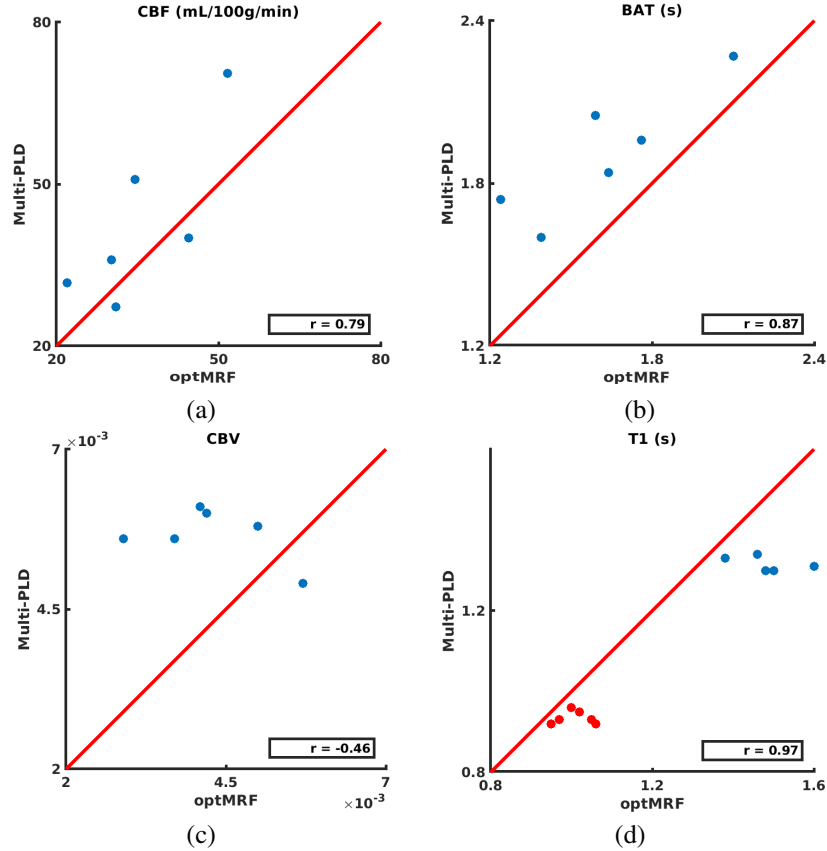 CBF (mL/100g/min)
80
50
20
Multi-PLD
r = 0.79
20 50 80
optMRF
(a)
BAT (s)
2.4
1.8
1.2
Multi-PLD
r = 0.87
1.2 1.8 2.4
optMRF
(b)
CBV
×10⁻³
7
4.5
2
Multi-PLD
r = -0.46
2 4.5 7
optMRF
×10⁻³
(c)
T1 (s)
1.2
0.8
Multi-PLD
r = 0.97
0.8 1.2 1.6
optMRF
(d)